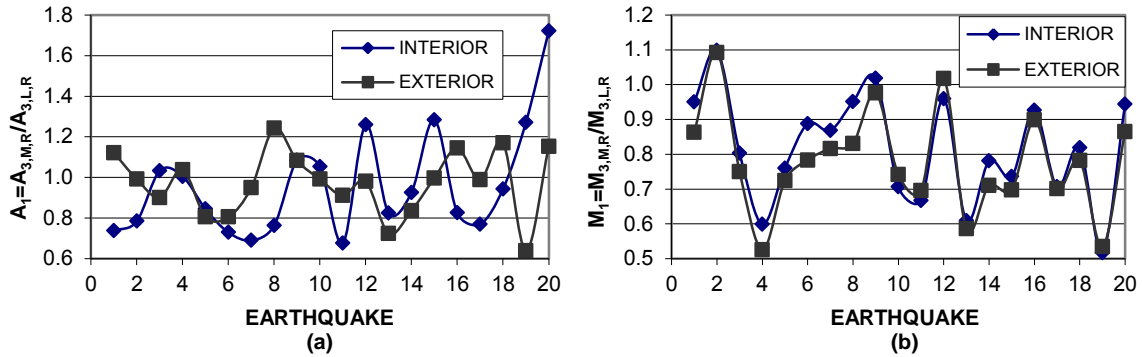 A₁=A₃,M,R/A₃,L,R
1.8
1.6
1.4
1.2
1.0
0.8
0.6
INTERIOR
EXTERIOR
0 2 4 6 8 10 12 14 16 18 20
EARTHQUAKE
(a)
M₁=M₃,M,R/M₃,L,R
1.2
1.1
1.0
0.9
0.8
0.7
0.6
0.5
INTERIOR
EXTERIOR
0 2 4 6 8 10 12 14 16 18 20
EARTHQUAKE
(b)